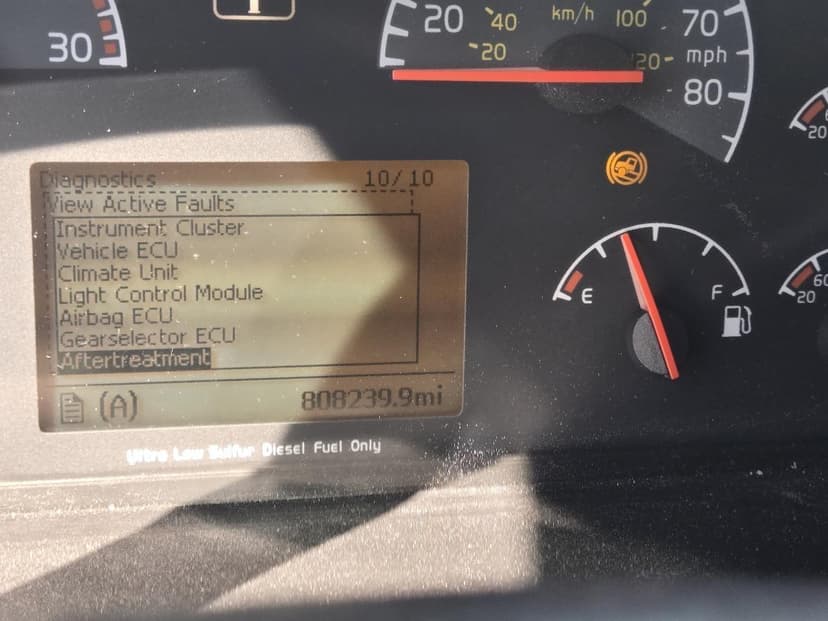 30
20 40 km/h 100 70
20 120 mph
80
20
Diagnostics 10/10
View Active Faults
Instrument Cluster
Vehicle ECU
Climate Unit
Light Control Module
Airbag ECU
Gearselector ECU
Aftertreatment
(A) 808239.9mi
E F
60
20
Ultra Low Sulfur Diesel Fuel Only